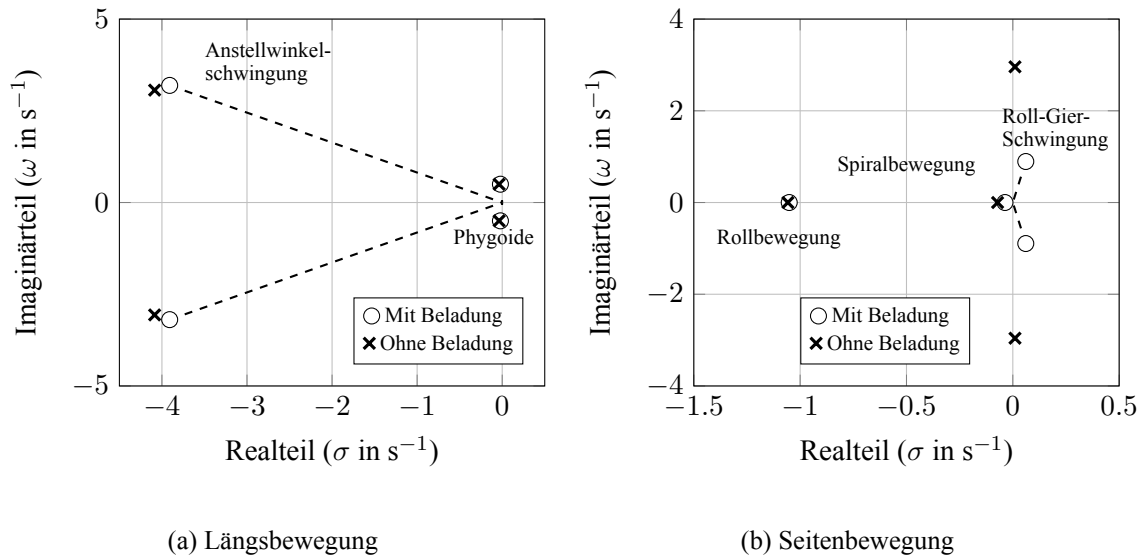 5
0
−5
−4
−3
−2
−1
0
Imaginärteil (ω in s⁻¹)
Realteil (σ in s⁻¹)
Anstellwinkel-
schwingung
Phygoide
Mit Beladung
Ohne Beladung
(a) Längsbewegung
4
2
0
−2
−4
−1.5
−1
−0.5
0
0.5
Imaginärteil (ω in s⁻¹)
Realteil (σ in s⁻¹)
Roll-Gier-
Schwingung
Spiralbewegung
Rollbewegung
Mit Beladung
Ohne Beladung
(b) Seitenbewegung